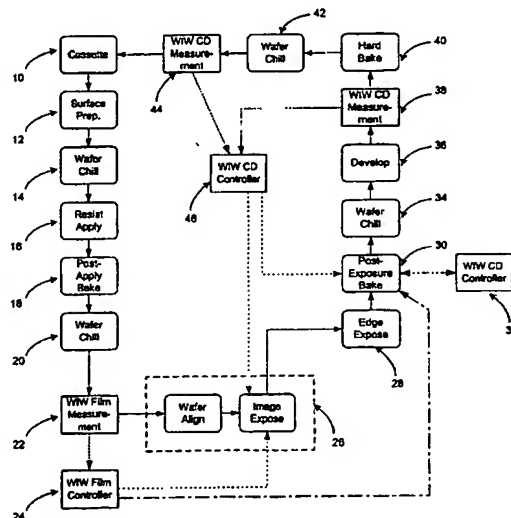 42
40
WIW CD
Measure-
ment
Wafer
Chill
Hard
Bake
10
Cassette
44
WIW CD
Measure-
ment
38
12
Surface
Prep.
Develop
36
14
Wafer
Chill
WIW CD
Controller
46
Wafer
Chill
34
16
Resist
Apply
30
18
Post-
Apply
Bake
Post-
Exposure
Bake
WIW CD
Controller
20
Wafer
Chill
Edge
Expose
28
22
WIW Film
Measure-
ment
Wafer
Align
Image
Expose
26
24
WIW Film
Controller